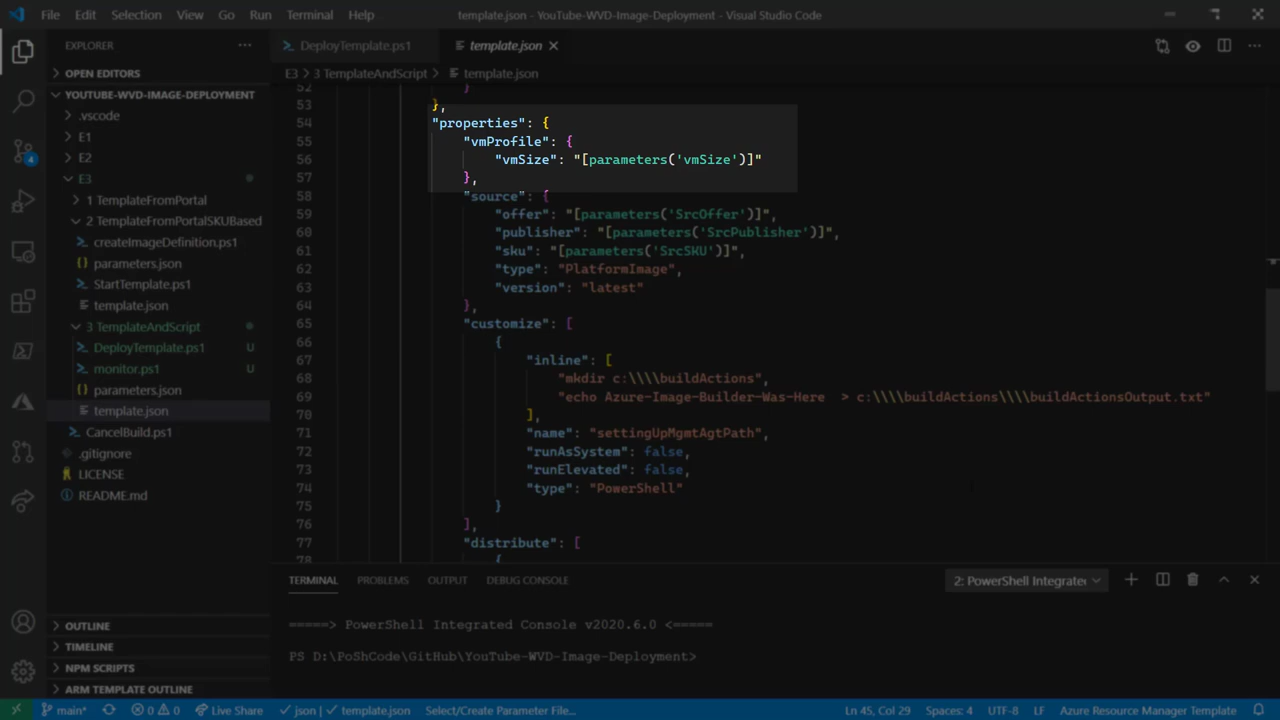 File Edit Selection View Go Run Terminal Help
template.json - YouTube-WVD-Image-Deployment - Visual Studio Code
EXPLORER
OPEN EDITORS
YOUTUBE-WVD-IMAGE-DEPLOYMENT
.vscode
E1
E2
E3
1 TemplateFromPortal
2 TemplateFromPortalSKUBased
createImageDefinition.ps1
parameters.json
StartTemplate.ps1
template.json
3 TemplateAndScript
DeployTemplate.ps1 U
monitor.ps1 U
parameters.json
template.json
CancelBuild.ps1
.gitignore
LICENSE
README.md
OUTLINE
TIMELINE
NPM SCRIPTS
ARM TEMPLATE OUTLINE
4
DeployTemplate.ps1 template.json
E3 > 3 TemplateAndScript > template.json
52 }
53 },
54 "properties": {
55 "vmProfile": {
56 "vmSize": "[parameters('vmSize')]"
57 },
58 "source": {
59 "offer": "[parameters('SrcOffer')]",
60 "publisher": "[parameters('SrcPublisher')]",
61 "sku": "[parameters('SrcSKU')]",
62 "type": "PlatformImage",
63 "version": "latest"
64 },
65 "customize": [
66 {
67 "inline": [
68 "mkdir c:\\\\buildActions",
69 "echo Azure-Image-Builder-Was-Here  > c:\\\\buildActions\\\\buildActionsOutput.txt"
70 ],
71 "name": "settingUpMgmtAgtPath",
72 "runAsSystem": false,
73 "runElevated": false,
74 "type": "PowerShell"
75 }
76 ],
77 "distribute": [
78 {
TERMINAL PROBLEMS OUTPUT DEBUG CONSOLE
2: PowerShell Integrate
=====> PowerShell Integrated Console v2020.6.0 <=====
PS D:\PoShCode\GitHub\YouTube-WVD-Image-Deployment>
main* 0 0 Live Share json | template.json Select/Create Parameter File... Ln 45, Col 29 Spaces: 4 UTF-8 LF Azure Resource Manager Template